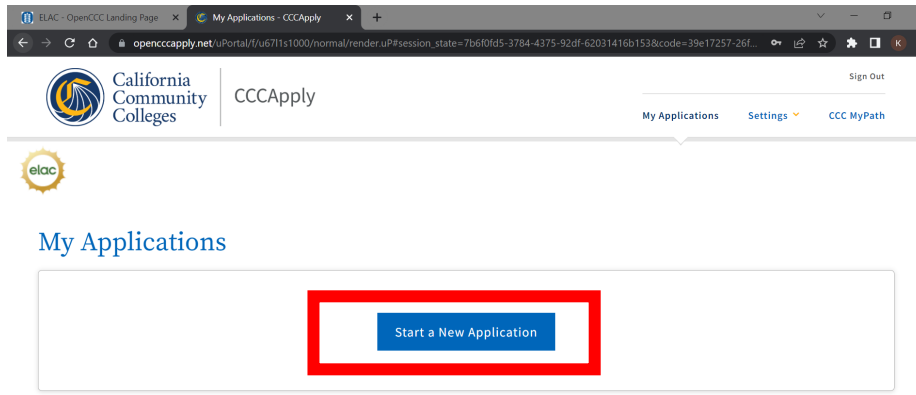 ELAC - OpenCCC Landing Page
My Applications - CCCApply
opencccapply.net/uPortal/f/u67l1s1000/normal/render.uP#session_state=7b6f0fd5-3784-4375-92df-62031416b153&code=39e17257-26f...
K
California
Community
Colleges
CCCApply
Sign Out
My Applications
Settings
CCC MyPath
elac
My Applications
Start a New Application